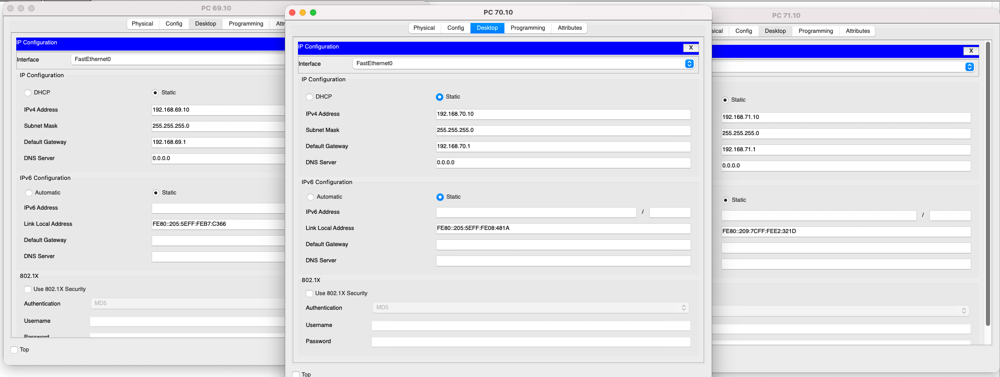 PC 69.10
Physical
Config
Desktop
Programming
Attr
IP Configuration
Interface
FastEthernet0
IP Configuration
DHCP
Static
IPv4 Address
192.168.69.10
Subnet Mask
255.255.255.0
Default Gateway
192.168.69.1
DNS Server
0.0.0.0
IPv6 Configuration
Automatic
Static
IPv6 Address
Link Local Address
FE80::205:5EFF:FEB7:C366
Default Gateway
DNS Server
802.1X
Use 802.1X Security
Authentication
MD5
Username
Password
Top
PC 70.10
Physical
Config
Desktop
Programming
Attributes
IP Configuration
X
Interface
FastEthernet0
IP Configuration
DHCP
Static
IPv4 Address
192.168.70.10
Subnet Mask
255.255.255.0
Default Gateway
192.168.70.1
DNS Server
0.0.0.0
IPv6 Configuration
Automatic
Static
IPv6 Address
/
Link Local Address
FE80::205:5EFF:FE08:481A
Default Gateway
DNS Server
802.1X
Use 802.1X Security
Authentication
MD5
Username
Password
Top
PC 71.10
sical
Config
Desktop
Programming
Attributes
X
Static
192.168.71.10
255.255.255.0
192.168.71.1
0.0.0.0
Static
/
FE80::209:7CFF:FEE2:321D